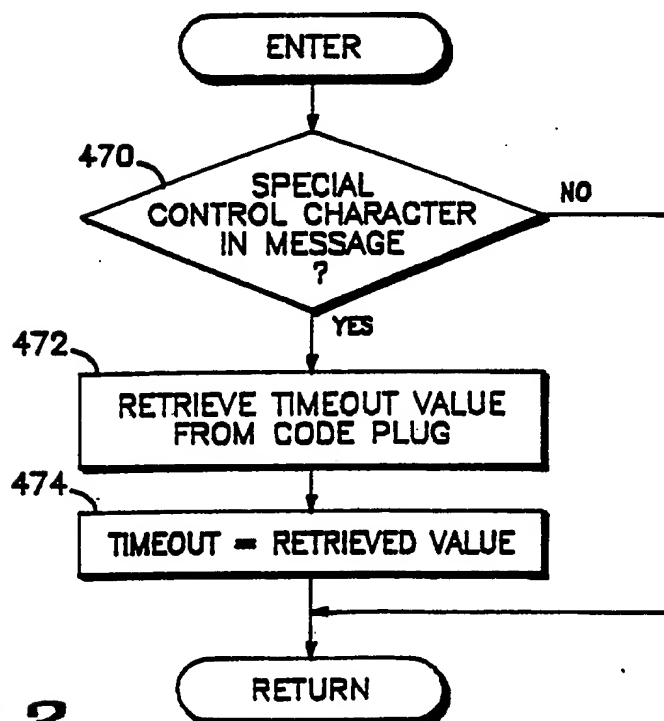 ENTER
470
SPECIAL
CONTROL CHARACTER
IN MESSAGE
?
NO
YES
472
RETRIEVE TIMEOUT VALUE
FROM CODE PLUG
474
TIMEOUT = RETRIEVED VALUE
RETURN
2